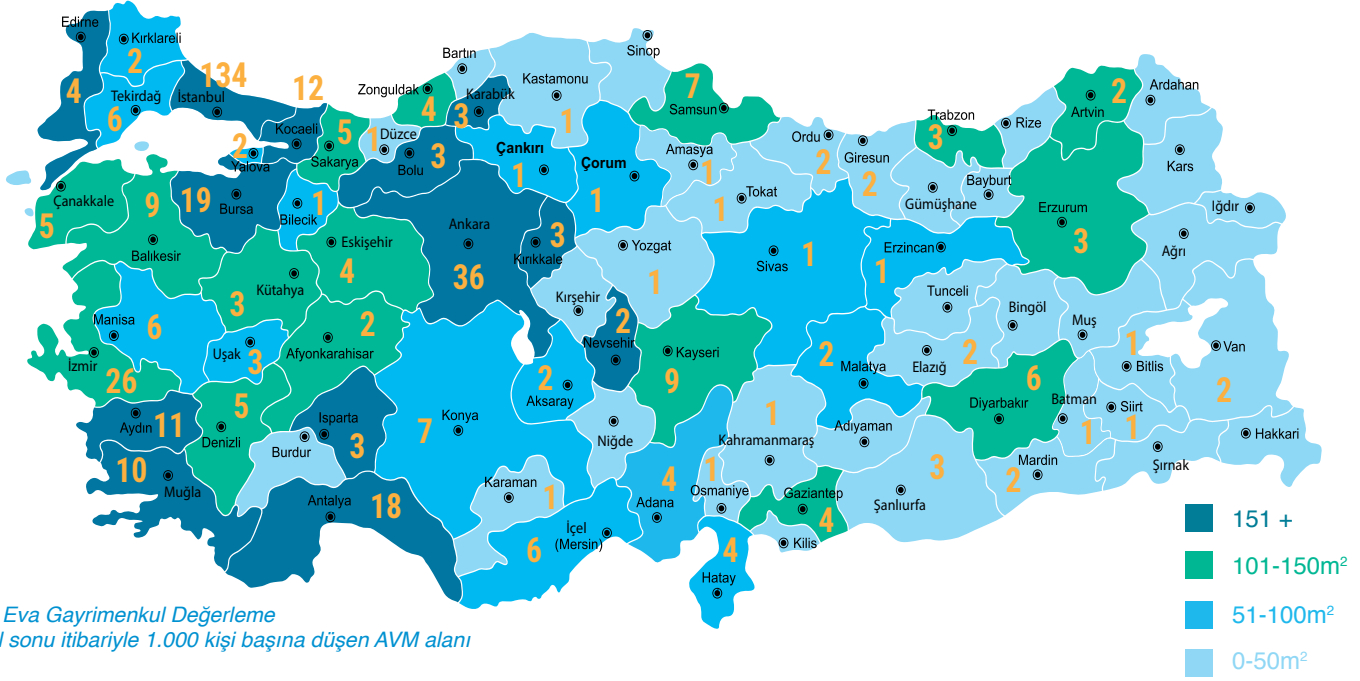 Edirne
4
Kırklareli
2
Tekirdağ
6
134
İstanbul
12
Kocaeli
2
Yalova
5
Sakarya
1
Düzce
Zonguldak
4
Bartın
Karabük
3
Bolu
3
Kastamonu
1
Sinop
7
Samsun
Çankırı
1
Çorum
1
Amasya
1
Tokat
1
Ordu
2
Giresun
2
Trabzon
3
Gümüşhane
Bayburt
Rize
Artvin
2
Ardahan
Kars
Iğdır
Ağrı
Erzurum
3
Erzincan
1
Sivas
1
Yozgat
1
Kırıkkale
3
Ankara
36
Kırşehir
Nevşehir
2
Kayseri
9
Aksaray
2
Niğde
Konya
7
Karaman
1
Eskişehir
4
Bilecik
1
Bursa
19
Çanakkale
5
9
Balıkesir
Kütahya
3
Manisa
6
Uşak
3
Afyonkarahisar
2
İzmir
26
Aydın
11
Denizli
5
Muğla
10
Burdur
Isparta
3
Antalya
18
İçel
(Mersin)
6
Adana
4
Osmaniye
1
Hatay
4
Kahramanmaraş
1
Gaziantep
4
Kilis
Adıyaman
Malatya
2
Şanlıurfa
3
Elazığ
2
Tunceli
Bingöl
Muş
Bitlis
1
Van
2
Diyarbakır
6
Batman
1
Siirt
1
Mardin
2
Şırnak
Hakkari
151 +
101-150m²
51-100m²
0-50m²
Eva Gayrimenkul Değerleme
sonu itibariyle 1.000 kişi başına düşen AVM alanı